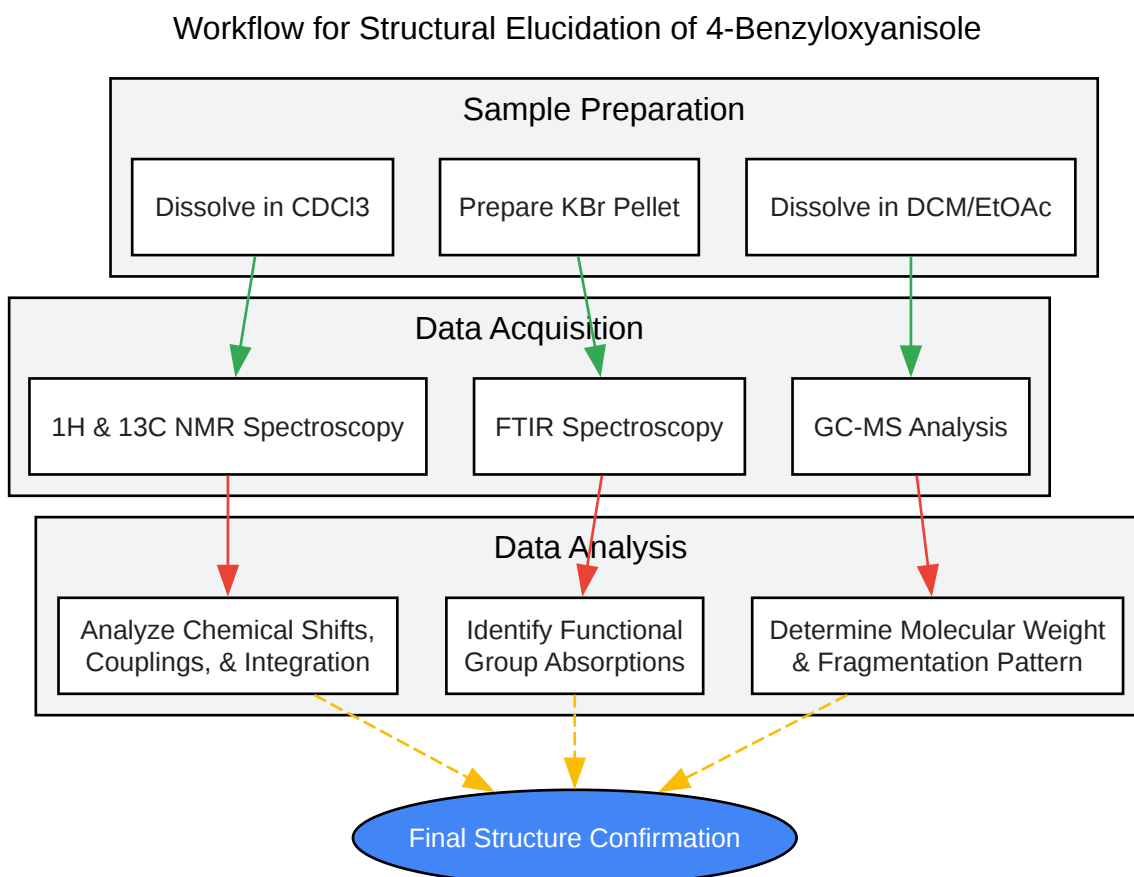 Workflow for Structural Elucidation of 4-Benzyloxyanisole
Sample Preparation
Dissolve in CDCl3
Prepare KBr Pellet
Dissolve in DCM/EtOAc
Data Acquisition
1H & 13C NMR Spectroscopy
FTIR Spectroscopy
GC-MS Analysis
Data Analysis
Analyze Chemical Shifts,
Couplings, & Integration
Identify Functional
Group Absorptions
Determine Molecular Weight
& Fragmentation Pattern
Final Structure Confirmation